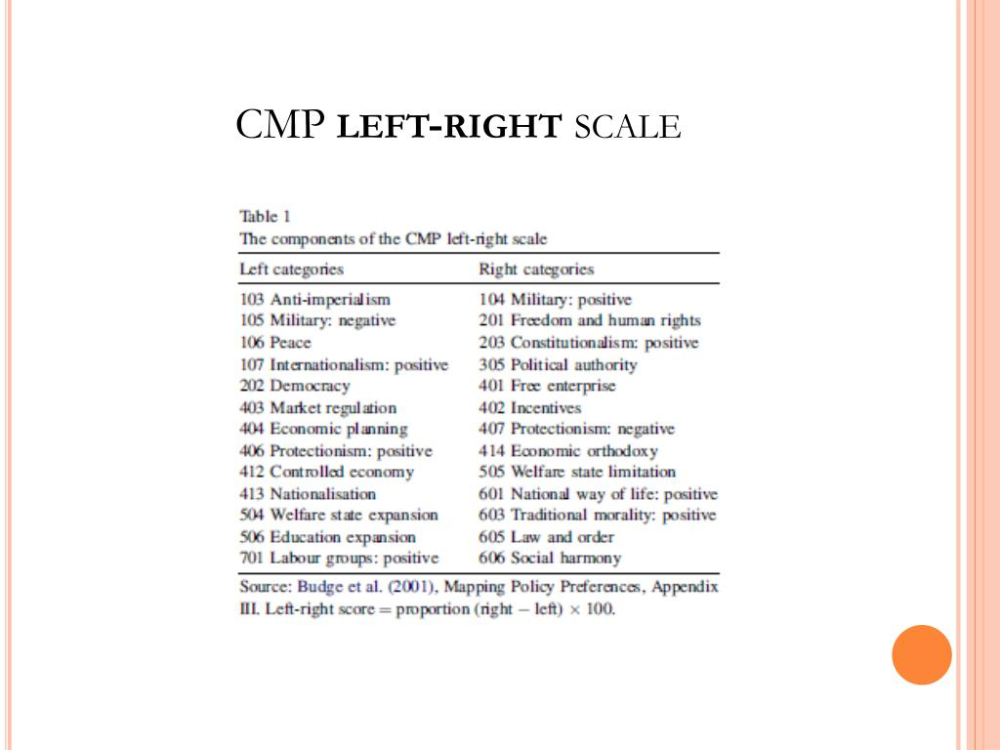 CMP LEFT-RIGHT SCALE
Table 1
The components of the CMP left-right scale
Left categories Right categories
103 Anti-imperialism 104 Military: positive
105 Military: negative 201 Freedom and human rights
106 Peace 203 Constitutionalism: positive
107 Internationalism: positive 305 Political authority
202 Democracy 401 Free enterprise
403 Market regulation 402 Incentives
404 Economic planning 407 Protectionism: negative
406 Protectionism: positive 414 Economic orthodoxy
412 Controlled economy 505 Welfare state limitation
413 Nationalisation 601 National way of life: positive
504 Welfare state expansion 603 Traditional morality: positive
506 Education expansion 605 Law and order
701 Labour groups: positive 606 Social harmony
Source: Budge et al. (2001), Mapping Policy Preferences, Appendix
III. Left-right score = proportion (right − left) × 100.